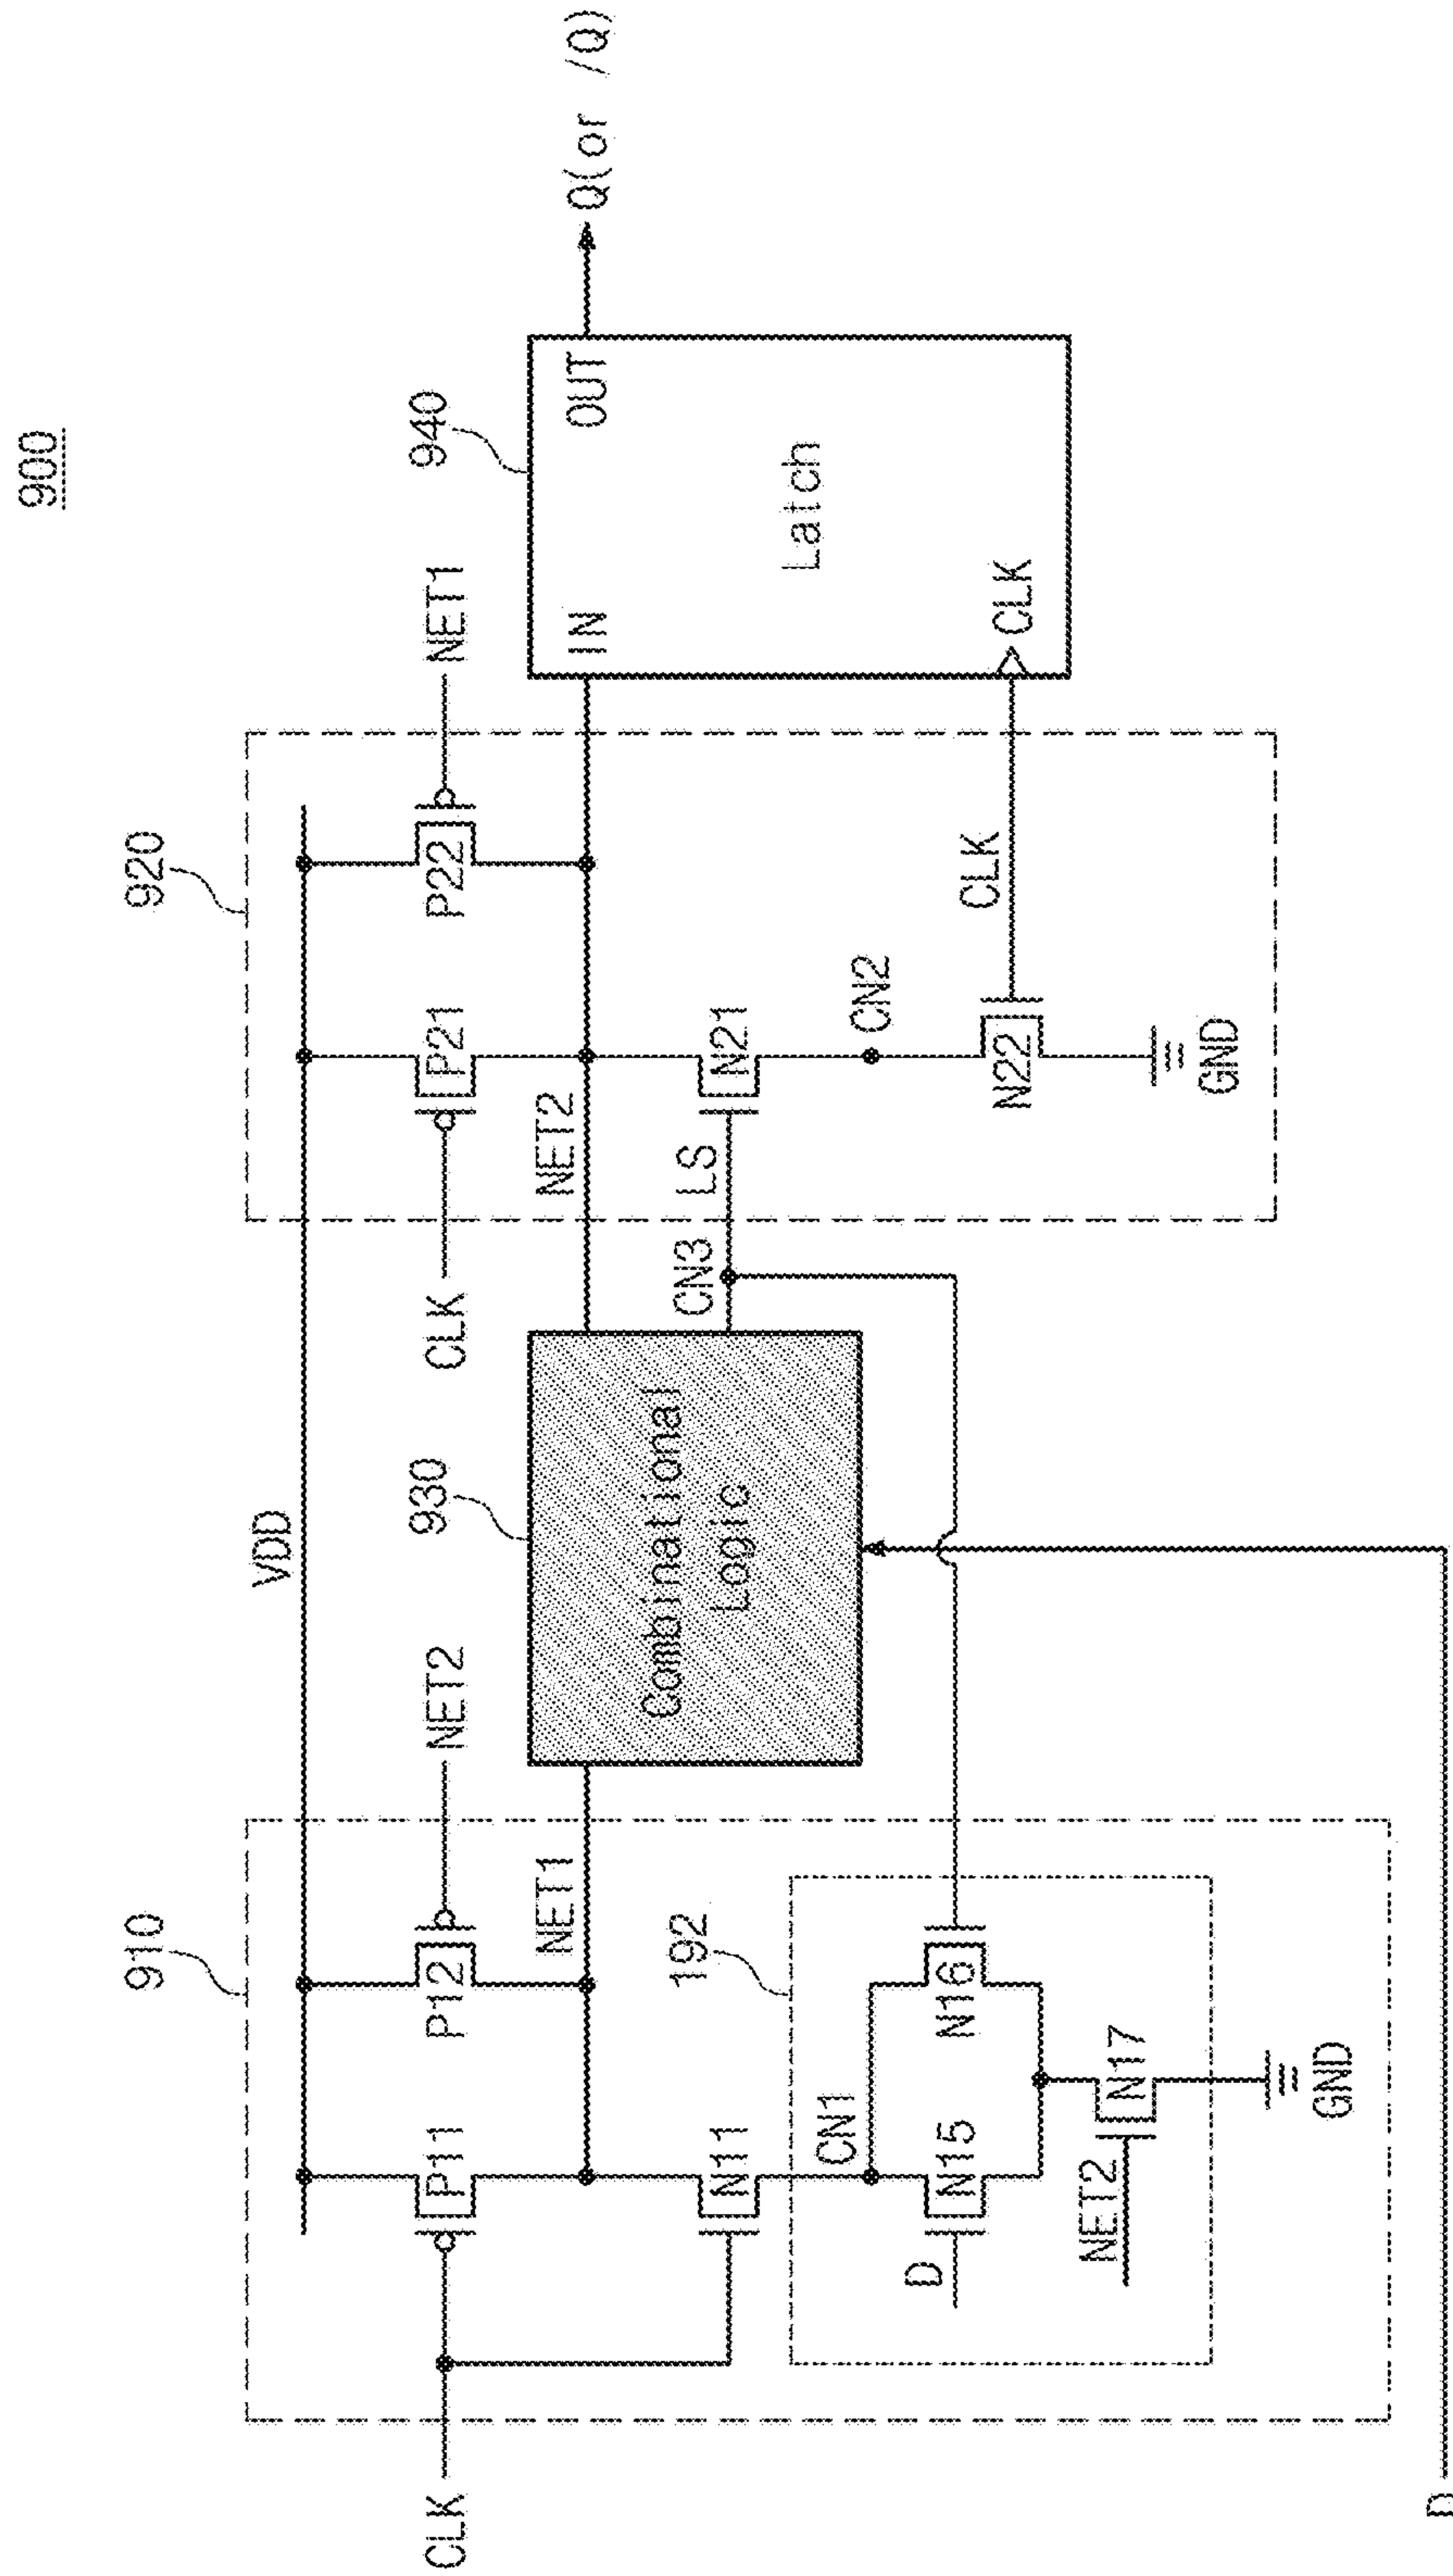 900
910
920
VDD
CLK
P11
P12
NET2
930
CLK
P21
P22
NET1
940
NET1
Combinational
Logic
NET2
IN
OUT
Q(or /Q)
Latch
N11
192
CN3
LS
N21
CN1
CN2
D
N15
N16
CLK
CLK
N22
NET2
N17
GND
GND
D